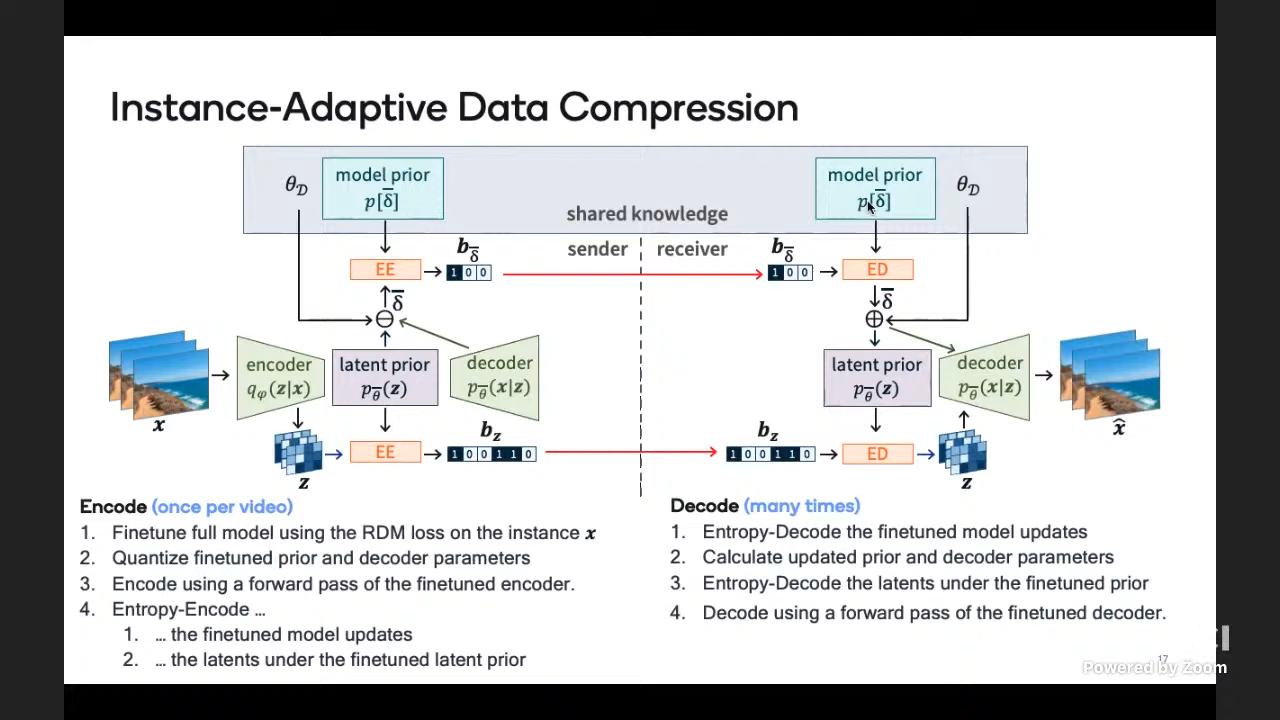 Instance-Adaptive Data Compression
θ_𝒟
model prior
p[δ̅]
model prior
p[δ̅]
θ_𝒟
shared knowledge
sender
receiver
EE
b_δ̅
1 0 0
b_δ̅
1 0 0
ED
δ̅
δ̅
⊖
⊕
encoder
q_φ(z|x)
latent prior
p_θ̅(z)
decoder
p_θ̅(x|z)
latent prior
p_θ̅(z)
decoder
p_θ̅(x|z)
x
x̂
z
EE
b_z
1 0 0 1 1 0
b_z
1 0 0 1 1 0
ED
z
Encode (once per video)
1. Finetune full model using the RDM loss on the instance x
2. Quantize finetuned prior and decoder parameters
3. Encode using a forward pass of the finetuned encoder.
4. Entropy-Encode ...
1. ... the finetuned model updates
2. ... the latents under the finetuned latent prior
Decode (many times)
1. Entropy-Decode the finetuned model updates
2. Calculate updated prior and decoder parameters
3. Entropy-Decode the latents under the finetuned prior
4. Decode using a forward pass of the finetuned decoder.
17
Powered by Zoom